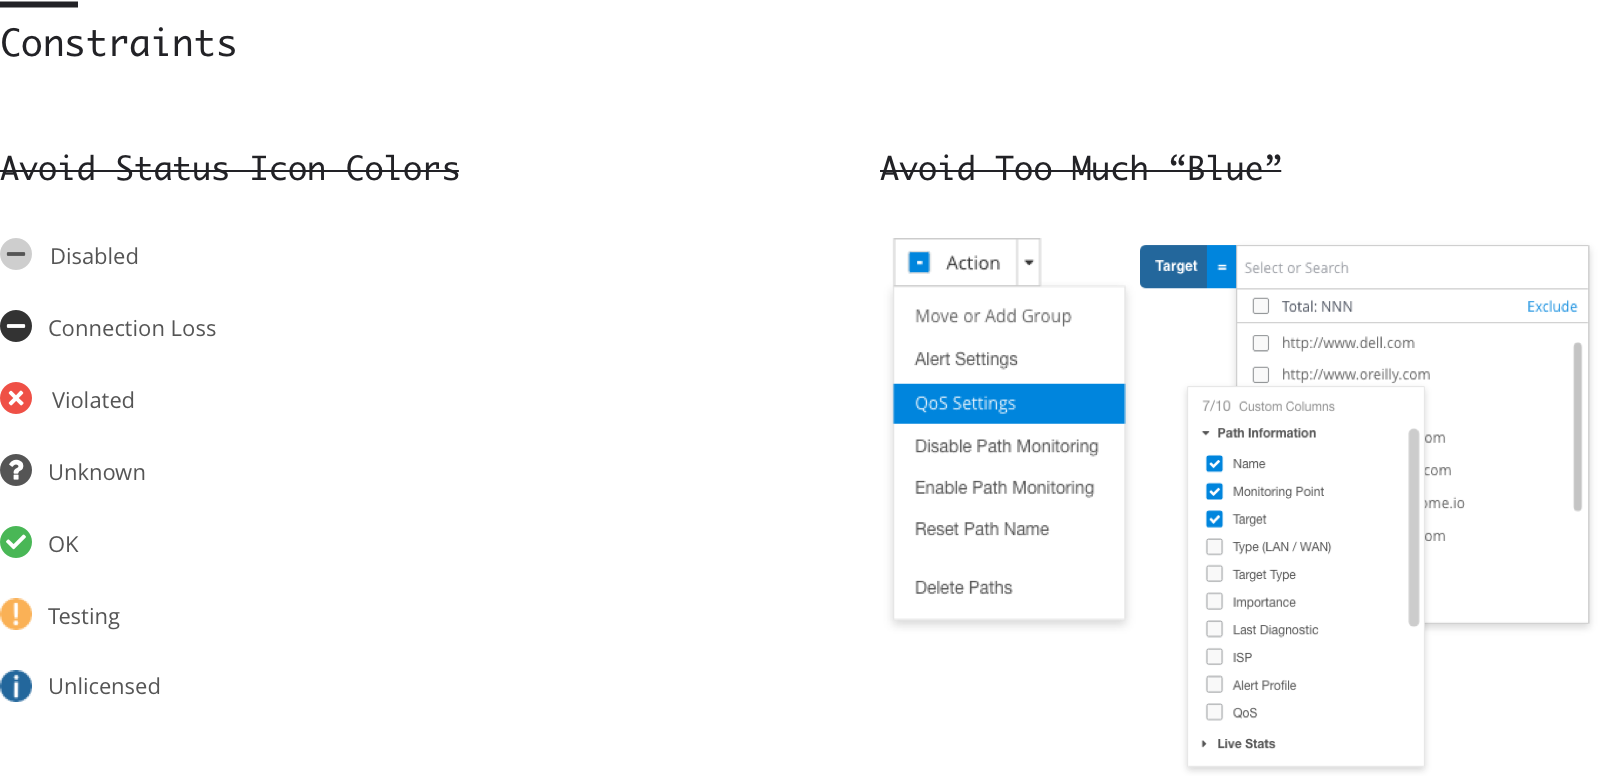 Constraints
Avoid Status Icon Colors
Disabled
Connection Loss
Violated
Unknown
OK
Testing
Unlicensed
Avoid Too Much “Blue”
Action
Move or Add Group
Alert Settings
QoS Settings
Disable Path Monitoring
Enable Path Monitoring
Reset Path Name
Delete Paths
Target = Select or Search
Total: NNN Exclude
http://www.dell.com
http://www.oreilly.com
om
com
ome.io
om
7/10 Custom Columns
Path Information
Name
Monitoring Point
Target
Type (LAN / WAN)
Target Type
Importance
Last Diagnostic
ISP
Alert Profile
QoS
Live Stats